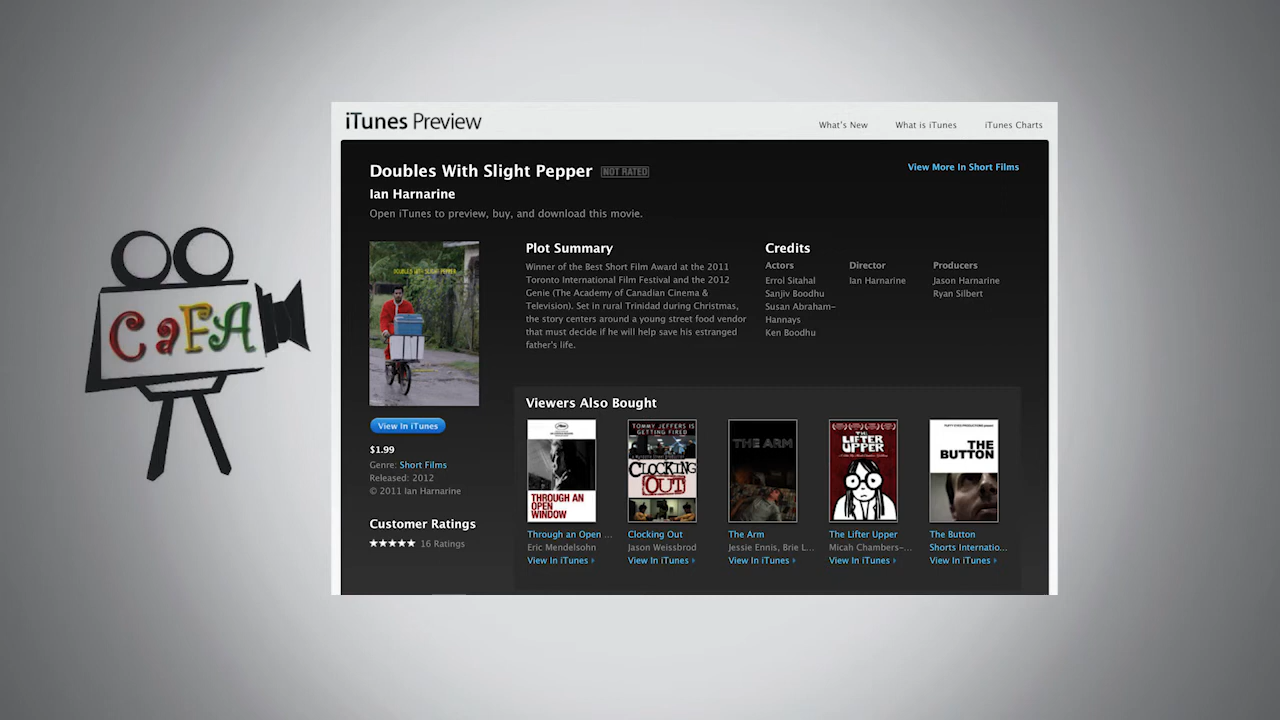 iTunes Preview
What's New
What is iTunes
iTunes Charts
Doubles With Slight Pepper NOT RATED
View More In Short Films
Ian Harnarine
Open iTunes to preview, buy, and download this movie.
CaFA
DOUBLES WITH SLIGHT PEPPER
View In iTunes
$1.99
Genre: Short Films
Released: 2012
© 2011 Ian Harnarine
Customer Ratings
16 Ratings
Plot Summary
Winner of the Best Short Film Award at the 2011
Toronto International Film Festival and the 2012
Genie (The Academy of Canadian Cinema &
Television). Set in rural Trinidad during Christmas,
the story centers around a young street food vendor
that must decide if he will help save his estranged
father's life.
Credits
Actors
Errol Sitahal
Sanjiv Boodhu
Susan Abraham-
Hannays
Ken Boodhu
Director
Ian Harnarine
Producers
Jason Harnarine
Ryan Silbert
Viewers Also Bought
THROUGH AN
OPEN
WINDOW
Through an Open ...
Eric Mendelsohn
View In iTunes
TOMMY JEFFERS IS
GETTING FIRED
CLOCKING
OUT
Clocking Out
Jason Weissbrod
View In iTunes
THE ARM
The Arm
Jessie Ennis, Brie L...
View In iTunes
THE
LIFTER
UPPER
The Lifter Upper
Micah Chambers-...
View In iTunes
THE
BUTTON
The Button
Shorts Internatio...
View In iTunes